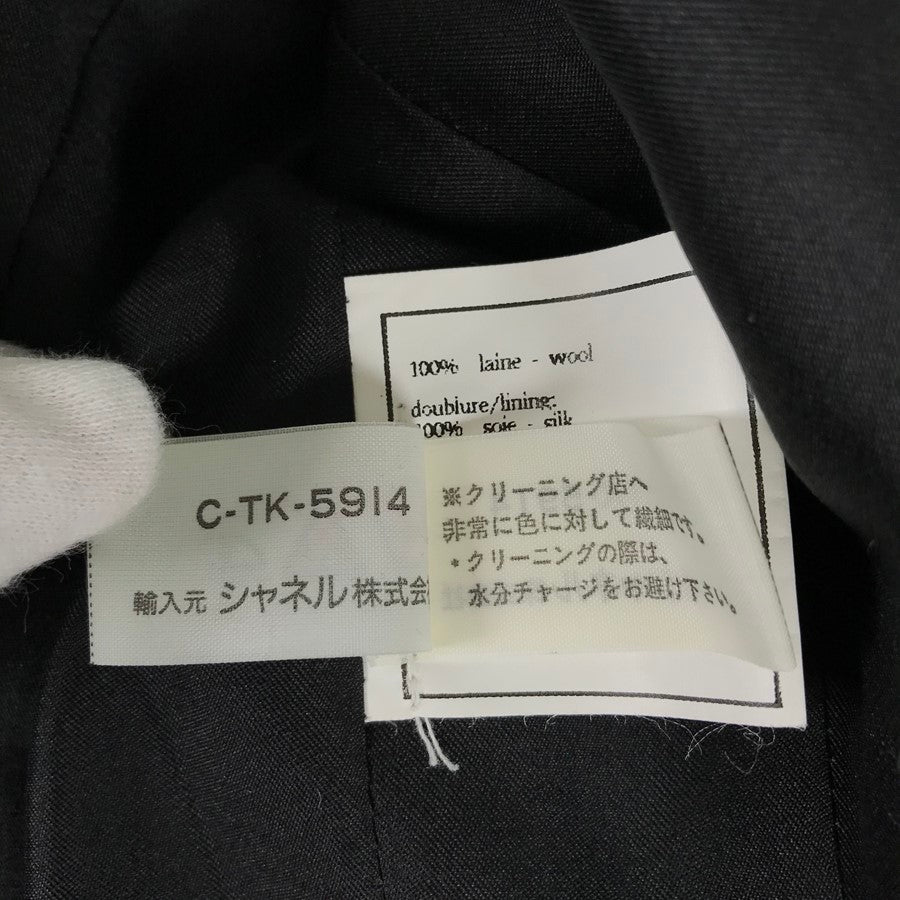 100% laine - wool
doublure/lining:
100% soie - silk
C-TK-5914
輸入元 シャネル株式会
※クリーニング店へ
非常に色に対して繊細です。
・クリーニングの際は、
水分チャージをお避け下さい。